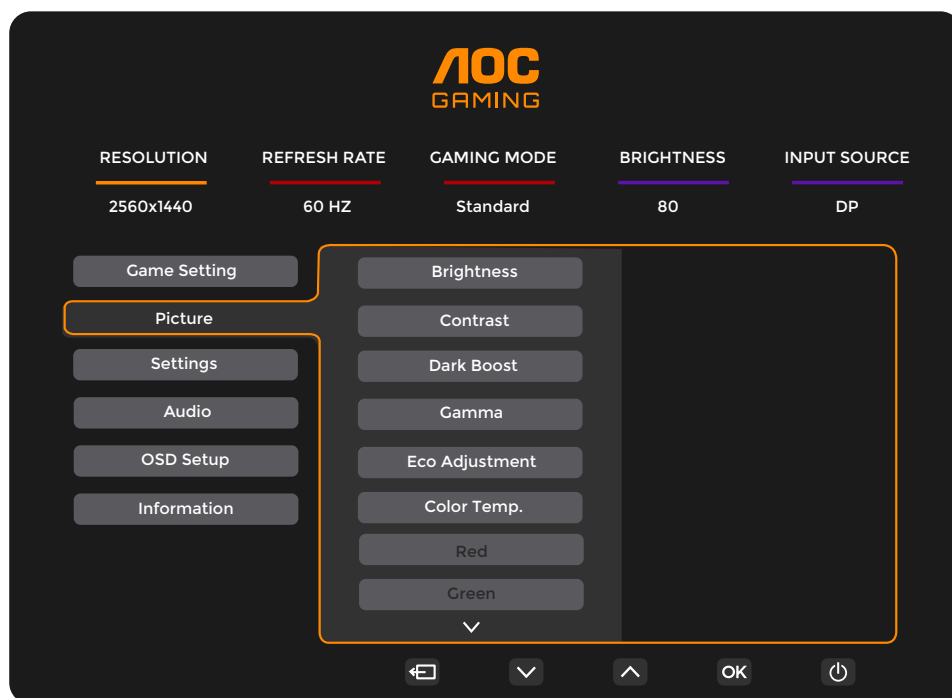 AOC
GAMING
RESOLUTION REFRESH RATE GAMING MODE BRIGHTNESS INPUT SOURCE
2560x1440 60 HZ Standard 80 DP
Game Setting
Picture
Settings
Audio
OSD Setup
Information
Brightness
Contrast
Dark Boost
Gamma
Eco Adjustment
Color Temp.
Red
Green
OK